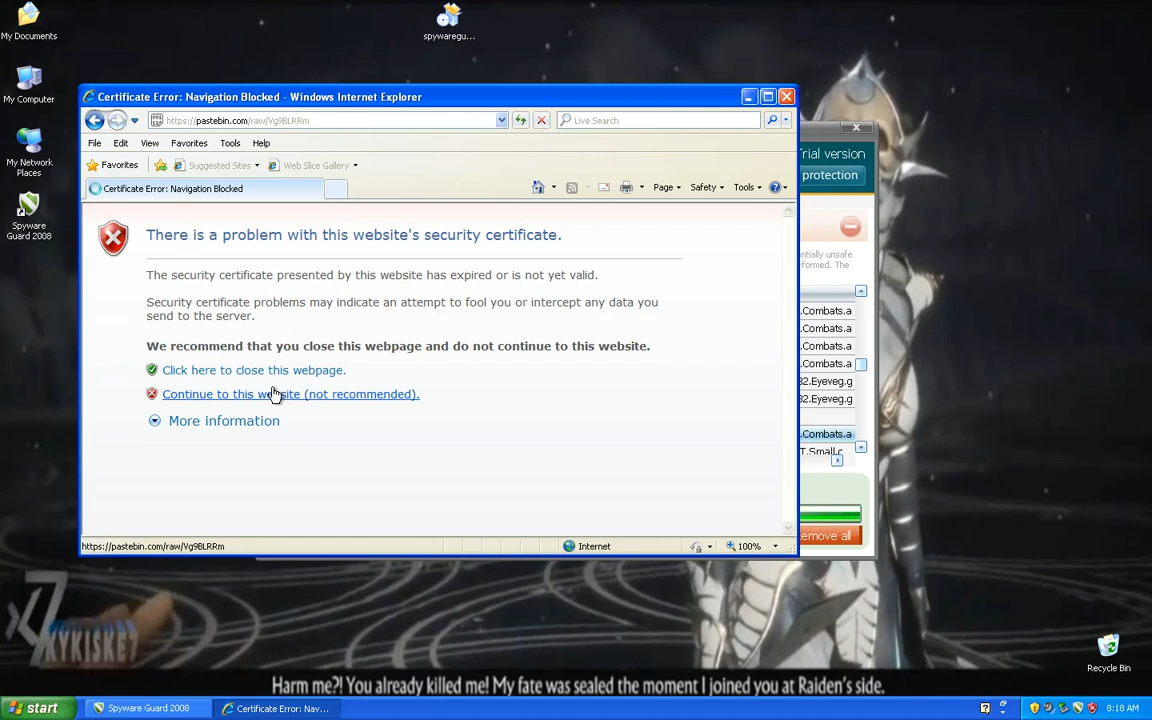 My Documents
spywaregu...
My Computer
My Network
Places
Spyware
Guard 2008
Certificate Error: Navigation Blocked - Windows Internet Explorer
https://pastebin.com/raw/Vg9BLRRm
Live Search
File Edit View Favorites Tools Help
Favorites Suggested Sites Web Slice Gallery
Certificate Error: Navigation Blocked
Page Safety Tools
There is a problem with this website's security certificate.
The security certificate presented by this website has expired or is not yet valid.
Security certificate problems may indicate an attempt to fool you or intercept any data you
send to the server.
We recommend that you close this webpage and do not continue to this website.
Click here to close this webpage.
Continue to this website (not recommended).
More information
https://pastebin.com/raw/Vg9BLRRm
Internet
100%
Trial version
protection
entially unsafe
formed. The
.Combats.a
.Combats.a
.Combats.a
.Combats.a
32.Eyeveg.g
32.Eyeveg.g
.Combats.a
T.Small.c
emove all
Harm me?! You already killed me! My fate was sealed the moment I joined you at Raiden's side.
Recycle Bin
start
Spyware Guard 2008
Certificate Error: Nav...
8:18 AM